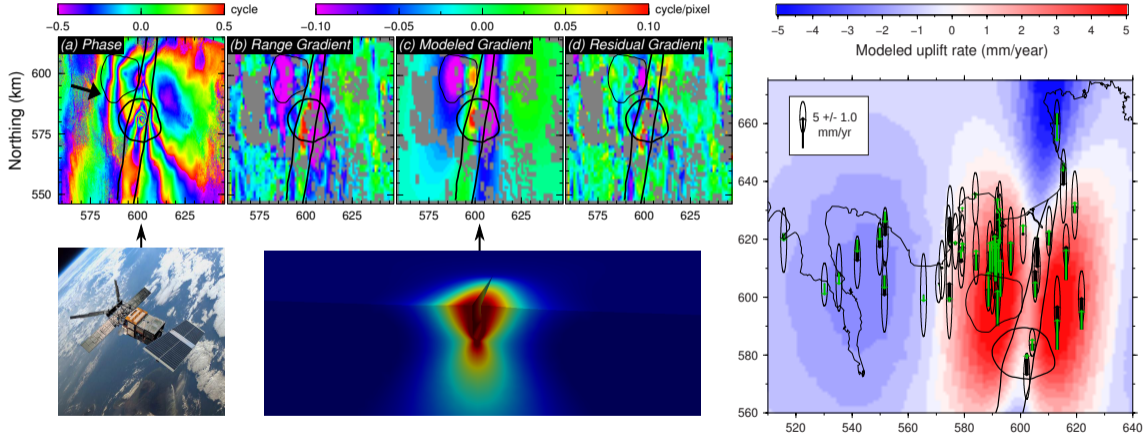 -0.5 0.0 0.5 cycle
-0.10 -0.05 0.00 0.05 0.10 cycle/pixel
(a) Phase
(b) Range Gradient
(c) Modeled Gradient
(d) Residual Gradient
Northing (km)
600
575
550
575 600 625
575 600 625
575 600 625
575 600 625
−5 −4 −3 −2 −1 0 1 2 3 4 5
Modeled uplift rate (mm/year)
5 +/- 1.0
mm/yr
660
640
620
600
580
560
520 540 560 580 600 620 640